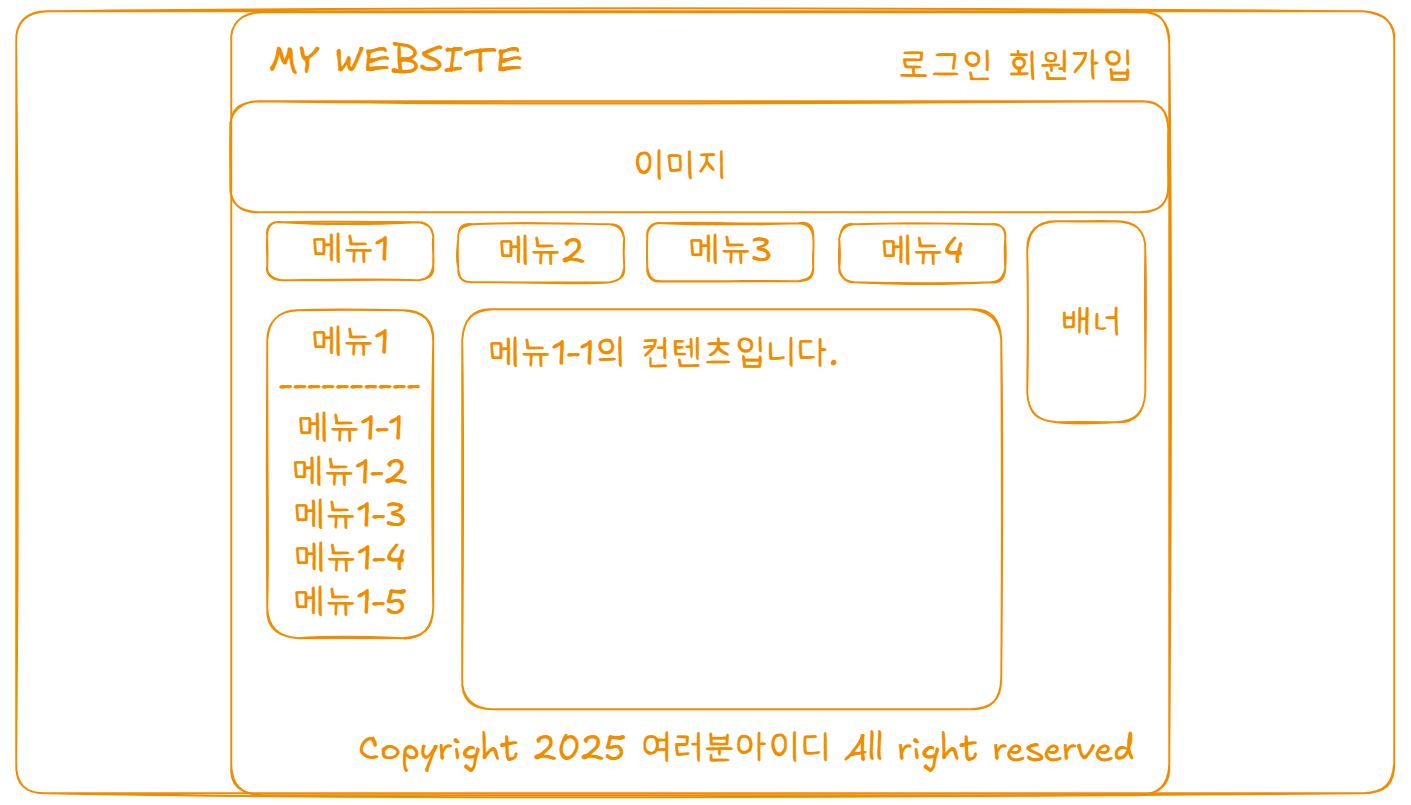 MY WEBSITE
로그인 회원가입
이미지
메뉴1
메뉴2
메뉴3
메뉴4
배너
메뉴1
----------
메뉴1-1
메뉴1-2
메뉴1-3
메뉴1-4
메뉴1-5
메뉴1-1의 컨텐츠입니다.
Copyright 2025 여러분아이디 All right reserved